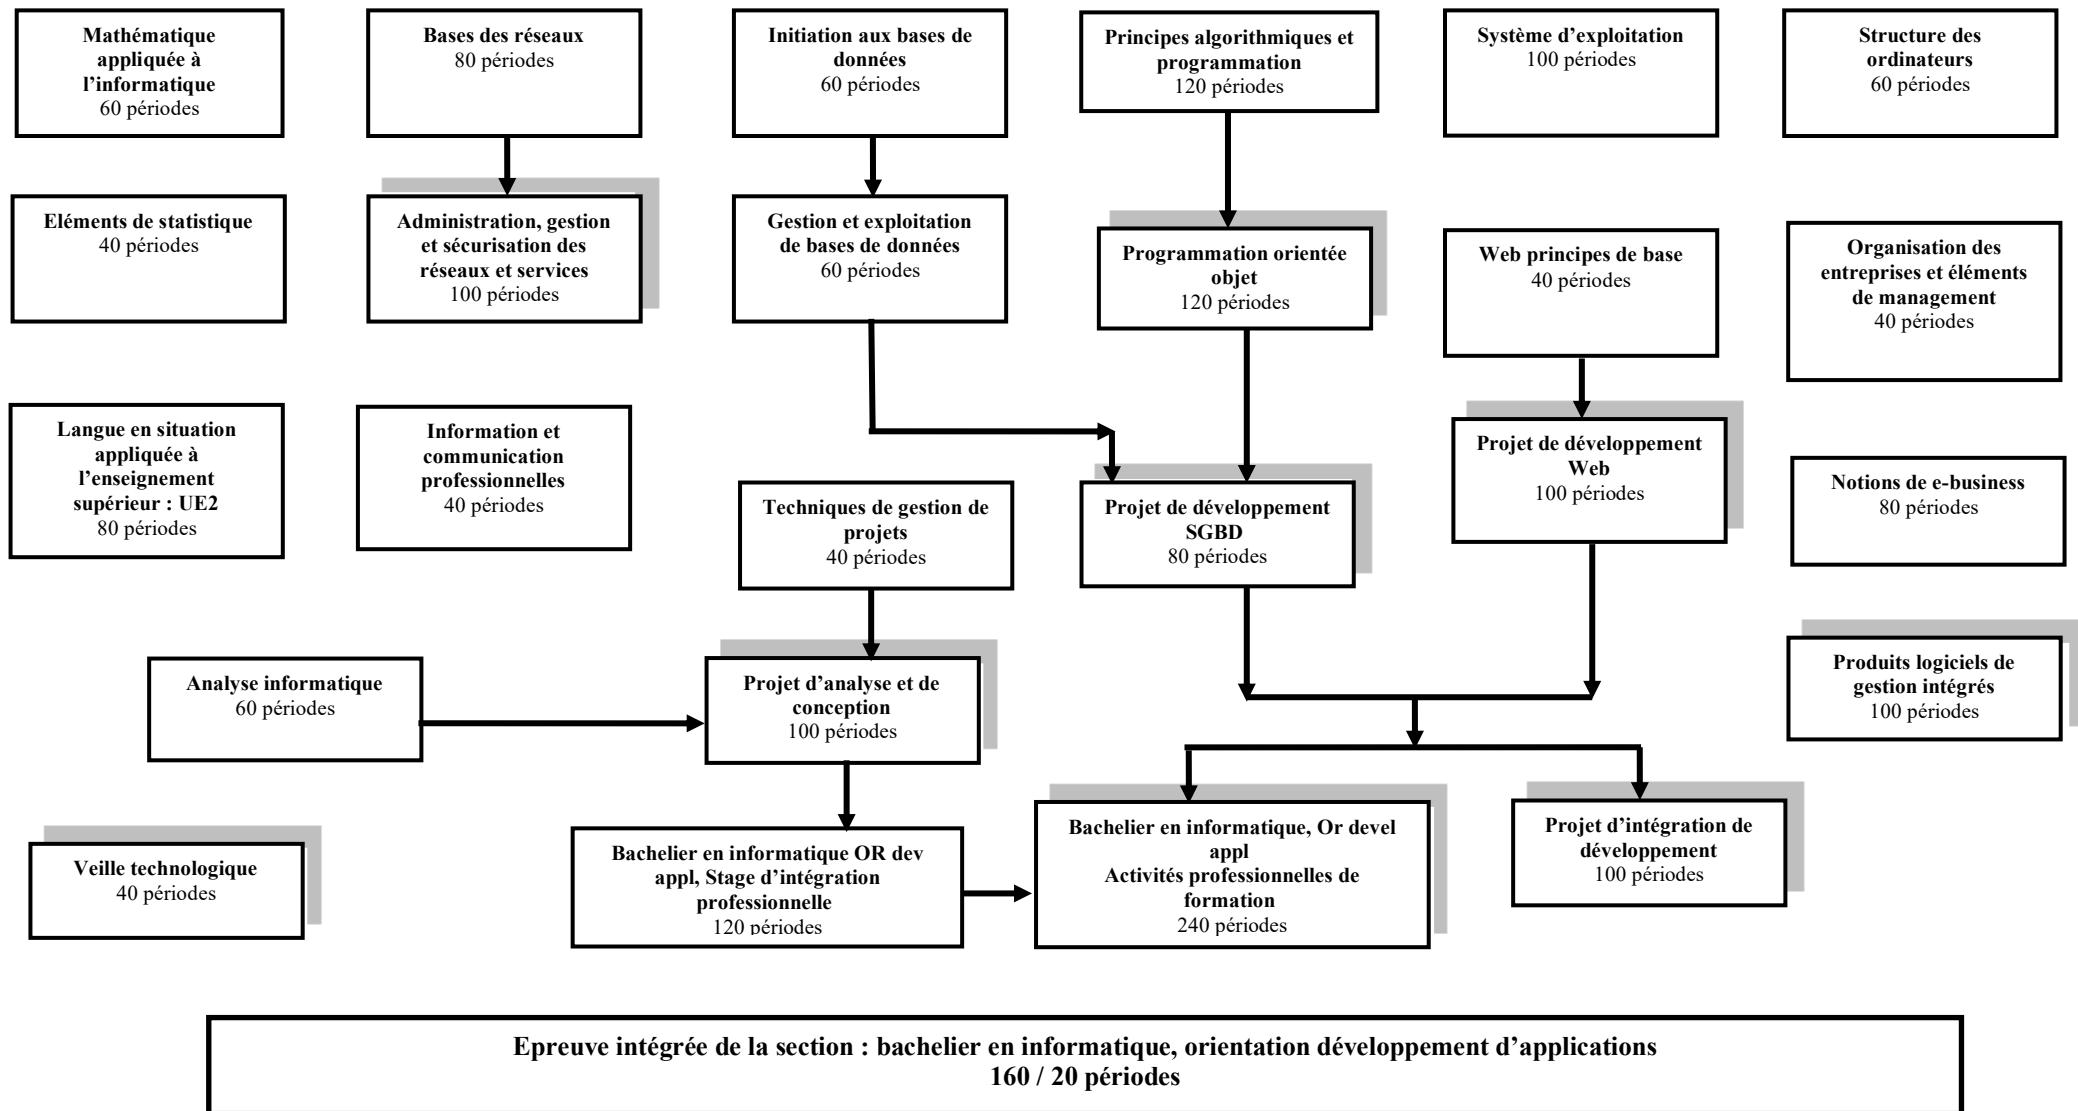 Mathématique
appliquée à
l'informatique
60 périodes
Bases des réseaux
80 périodes
Initiation aux bases de
données
60 périodes
Principes algorithmiques et
programmation
120 périodes
Système d'exploitation
100 périodes
Structure des
ordinateurs
60 périodes
Eléments de statistique
40 périodes
Administration, gestion
et sécurisation des
réseaux et services
100 périodes
Gestion et exploitation
de bases de données
60 périodes
Programmation orientée
objet
120 périodes
Web principes de base
40 périodes
Organisation des
entreprises et éléments
de management
40 périodes
Langue en situation
appliquée à
l'enseignement
supérieur : UE2
80 périodes
Information et
communication
professionnelles
40 périodes
Techniques de gestion de
projets
40 périodes
Projet de développement
SGBD
80 périodes
Projet de développement
Web
100 périodes
Notions de e-business
80 périodes
Analyse informatique
60 périodes
Projet d'analyse et de
conception
100 périodes
Produits logiciels de
gestion intégrés
100 périodes
Veille technologique
40 périodes
Bachelier en informatique OR dev
appl, Stage d'intégration
professionnelle
120 périodes
Bachelier en informatique, Or devel
appl
Activités professionnelles de
formation
240 périodes
Projet d'intégration de
développement
100 périodes
Epreuve intégrée de la section : bachelier en informatique, orientation développement d'applications
160 / 20 périodes